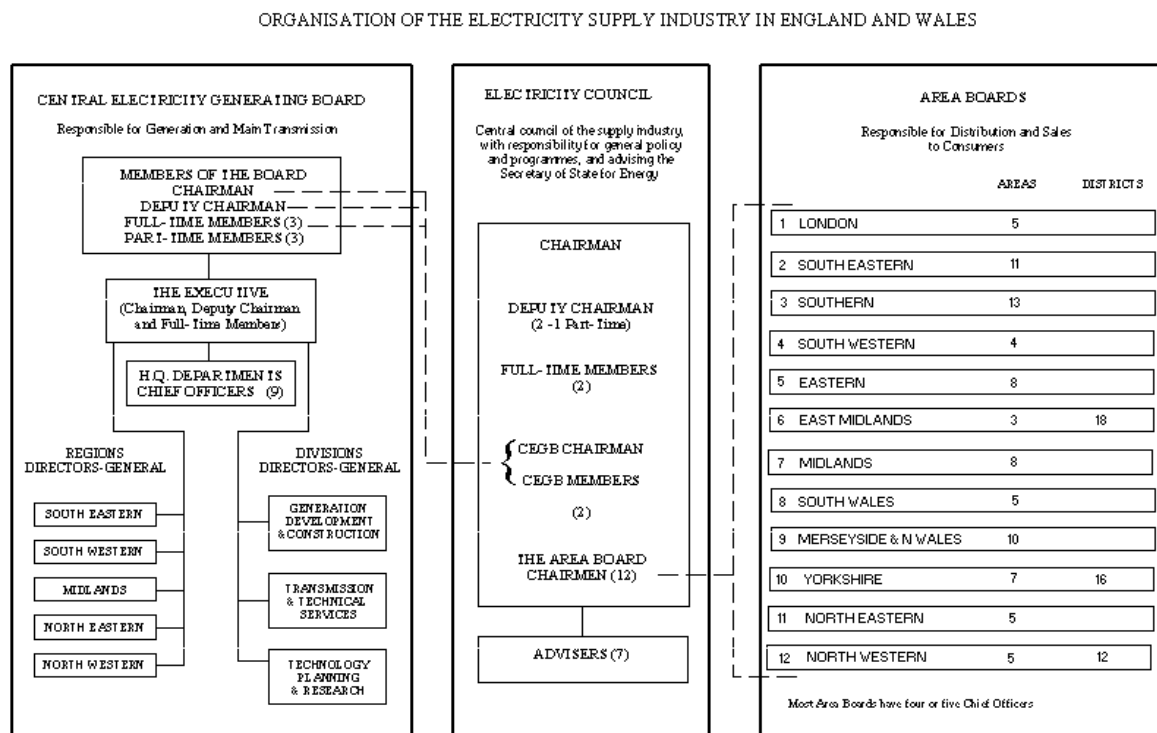 ORGANISATION OF THE ELECTRICITY SUPPLY INDUSTRY IN ENGLAND AND WALES
CENTRAL ELECTRICITY GENERATING BOARD
Responsible for Generation and Main Transmission
MEMBERS OF THE BOARD
CHAIRMAN
DEPUTY CHAIRMAN
FULL-TIME MEMBERS (3)
PART-TIME MEMBERS (3)
THE EXECUTIVE
(Chairman, Deputy Chairman
and Full-Time Members)
H.Q. DEPARTMENTS
CHIEF OFFICERS (9)
REGIONS
DIRECTORS-GENERAL
SOUTH EASTERN
SOUTH WESTERN
MIDLANDS
NORTH EASTERN
NORTH WESTERN
DIVISIONS
DIRECTORS-GENERAL
GENERATION
DEVELOPMENT
& CONSTRUCTION
TRANSMISSION
& TECHNICAL
SERVICES
TECHNOLOGY
PLANNING
& RESEARCH
ELECTRICITY COUNCIL
Central council of the supply industry,
with responsibility for general policy
and programmes, and advising the
Secretary of State for Energy
CHAIRMAN
DEPUTY CHAIRMAN
(2 -1 Part-Time)
FULL-TIME MEMBERS
(2)
CEGB CHAIRMAN
CEGB MEMBERS
(2)
THE AREA BOARD
CHAIRMEN (12)
ADVISERS (7)
AREA BOARDS
Responsible for Distribution and Sales
to Consumers
AREAS DISTRICTS
1 LONDON 5
2 SOUTH EASTERN 11
3 SOUTHERN 13
4 SOUTH WESTERN 4
5 EASTERN 8
6 EAST MIDLANDS 3 18
7 MIDLANDS 8
8 SOUTH WALES 5
9 MERSEYSIDE & N WALES 10
10 YORKSHIRE 7 16
11 NORTH EASTERN 5
12 NORTH WESTERN 5 12
Most Area Boards have four or five Chief Officers